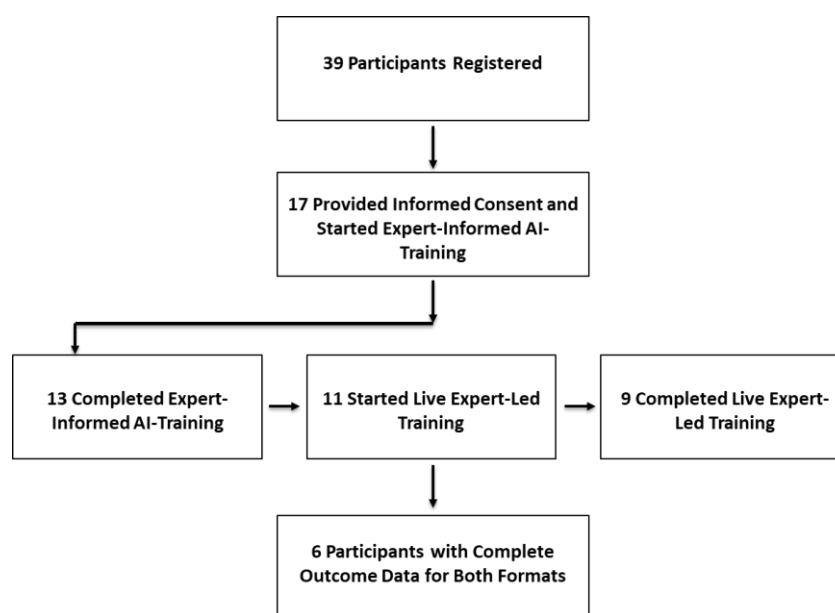 39 Participants Registered
17 Provided Informed Consent and
Started Expert-Informed AI-
Training
13 Completed Expert-
Informed AI-Training
11 Started Live Expert-Led
Training
9 Completed Live Expert-
Led Training
6 Participants with Complete
Outcome Data for Both Formats